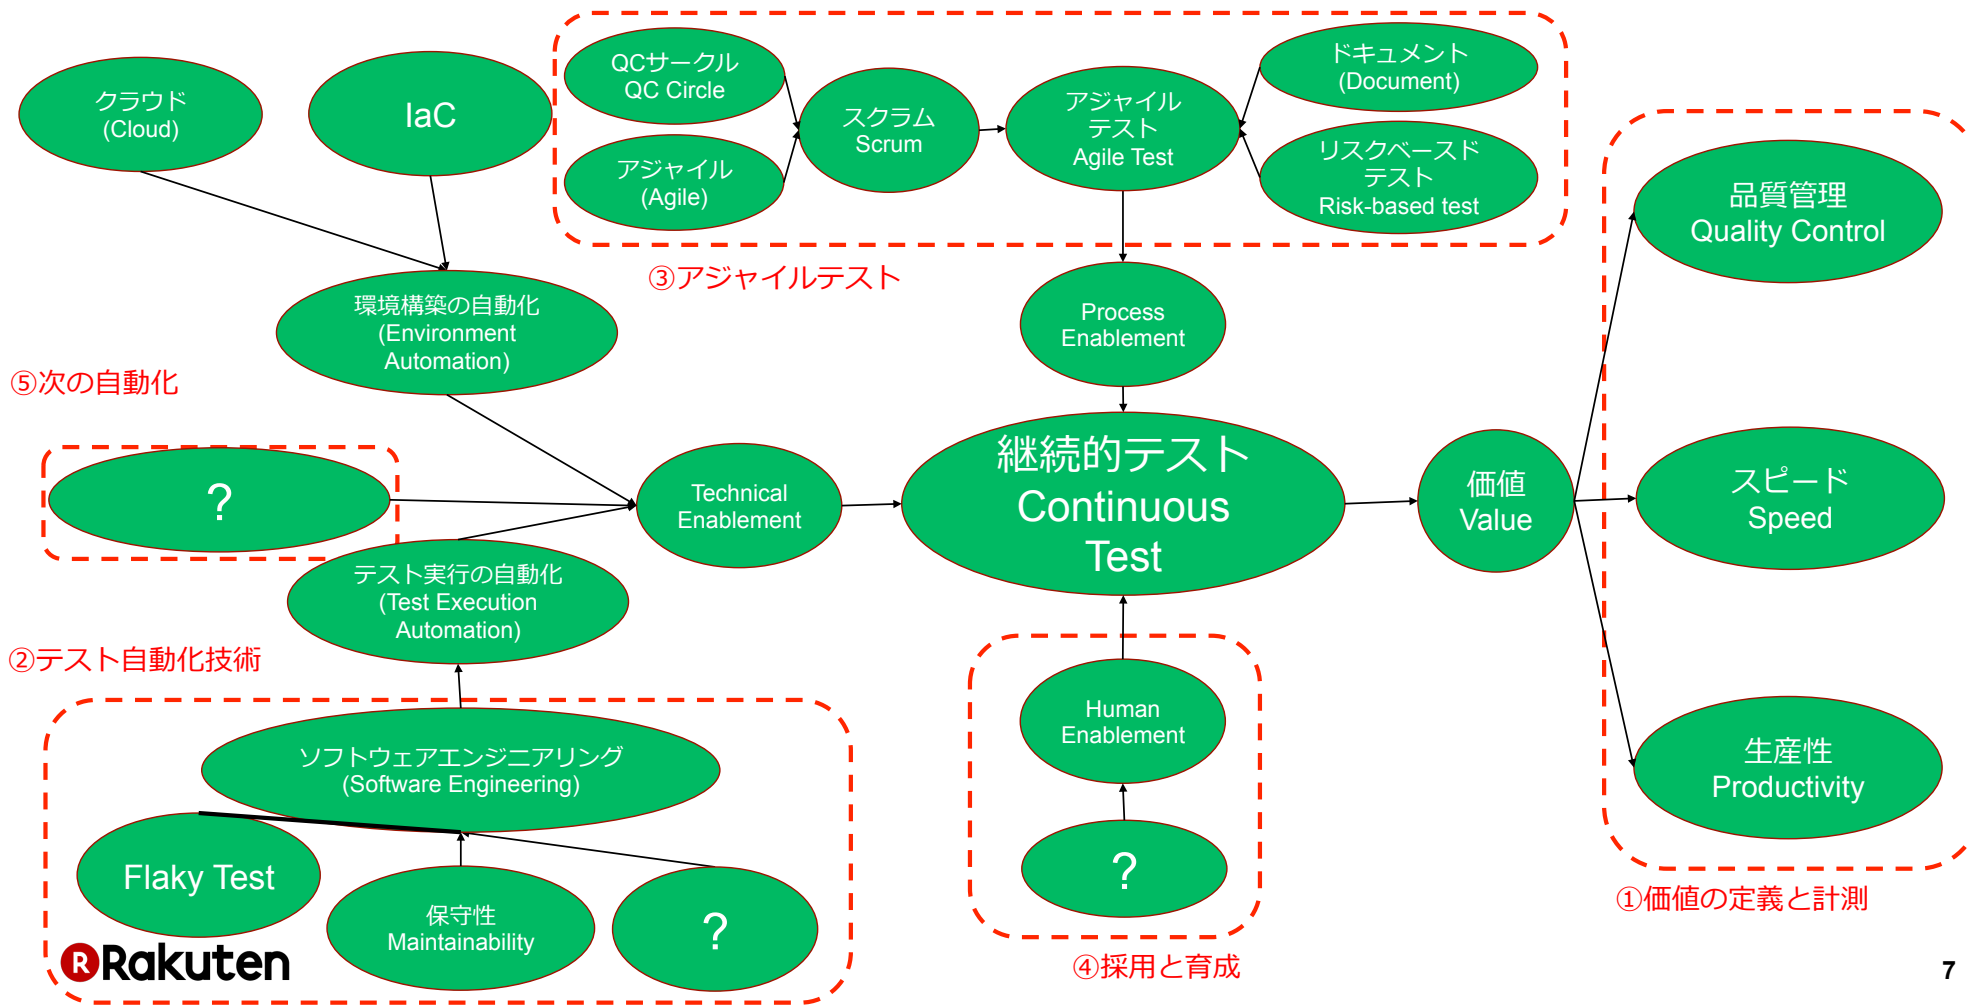 クラウド
(Cloud)
IaC
QCサークル
QC Circle
アジャイル
(Agile)
スクラム
Scrum
アジャイル
テスト
Agile Test
ドキュメント
(Document)
リスクベースド
テスト
Risk-based test
③アジャイルテスト
環境構築の自動化
(Environment
Automation)
Process
Enablement
品質管理
Quality Control
⑤次の自動化
?
Technical
Enablement
継続的テスト
Continuous
Test
価値
Value
スピード
Speed
テスト実行の自動化
(Test Execution
Automation)
②テスト自動化技術
ソフトウェアエンジニアリング
(Software Engineering)
Flaky Test
保守性
Maintainability
?
Human
Enablement
?
④採用と育成
生産性
Productivity
①価値の定義と計測
R Rakuten
7